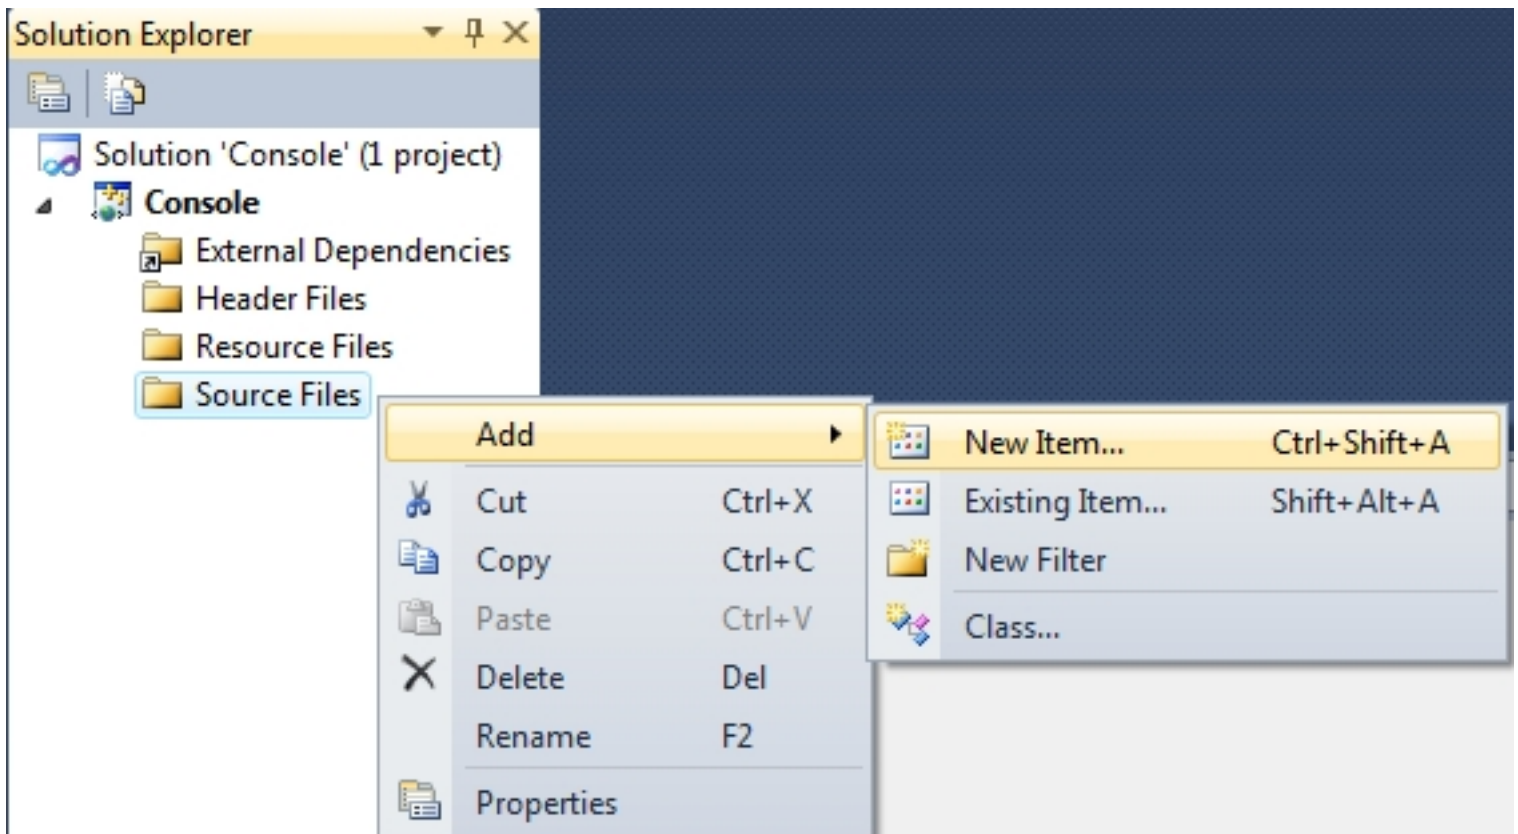 Solution Explorer
Solution 'Console' (1 project)
Console
External Dependencies
Header Files
Resource Files
Source Files
Add
Cut Ctrl+X
Copy Ctrl+C
Paste Ctrl+V
Delete Del
Rename F2
Properties
New Item... Ctrl+Shift+A
Existing Item... Shift+Alt+A
New Filter
Class...